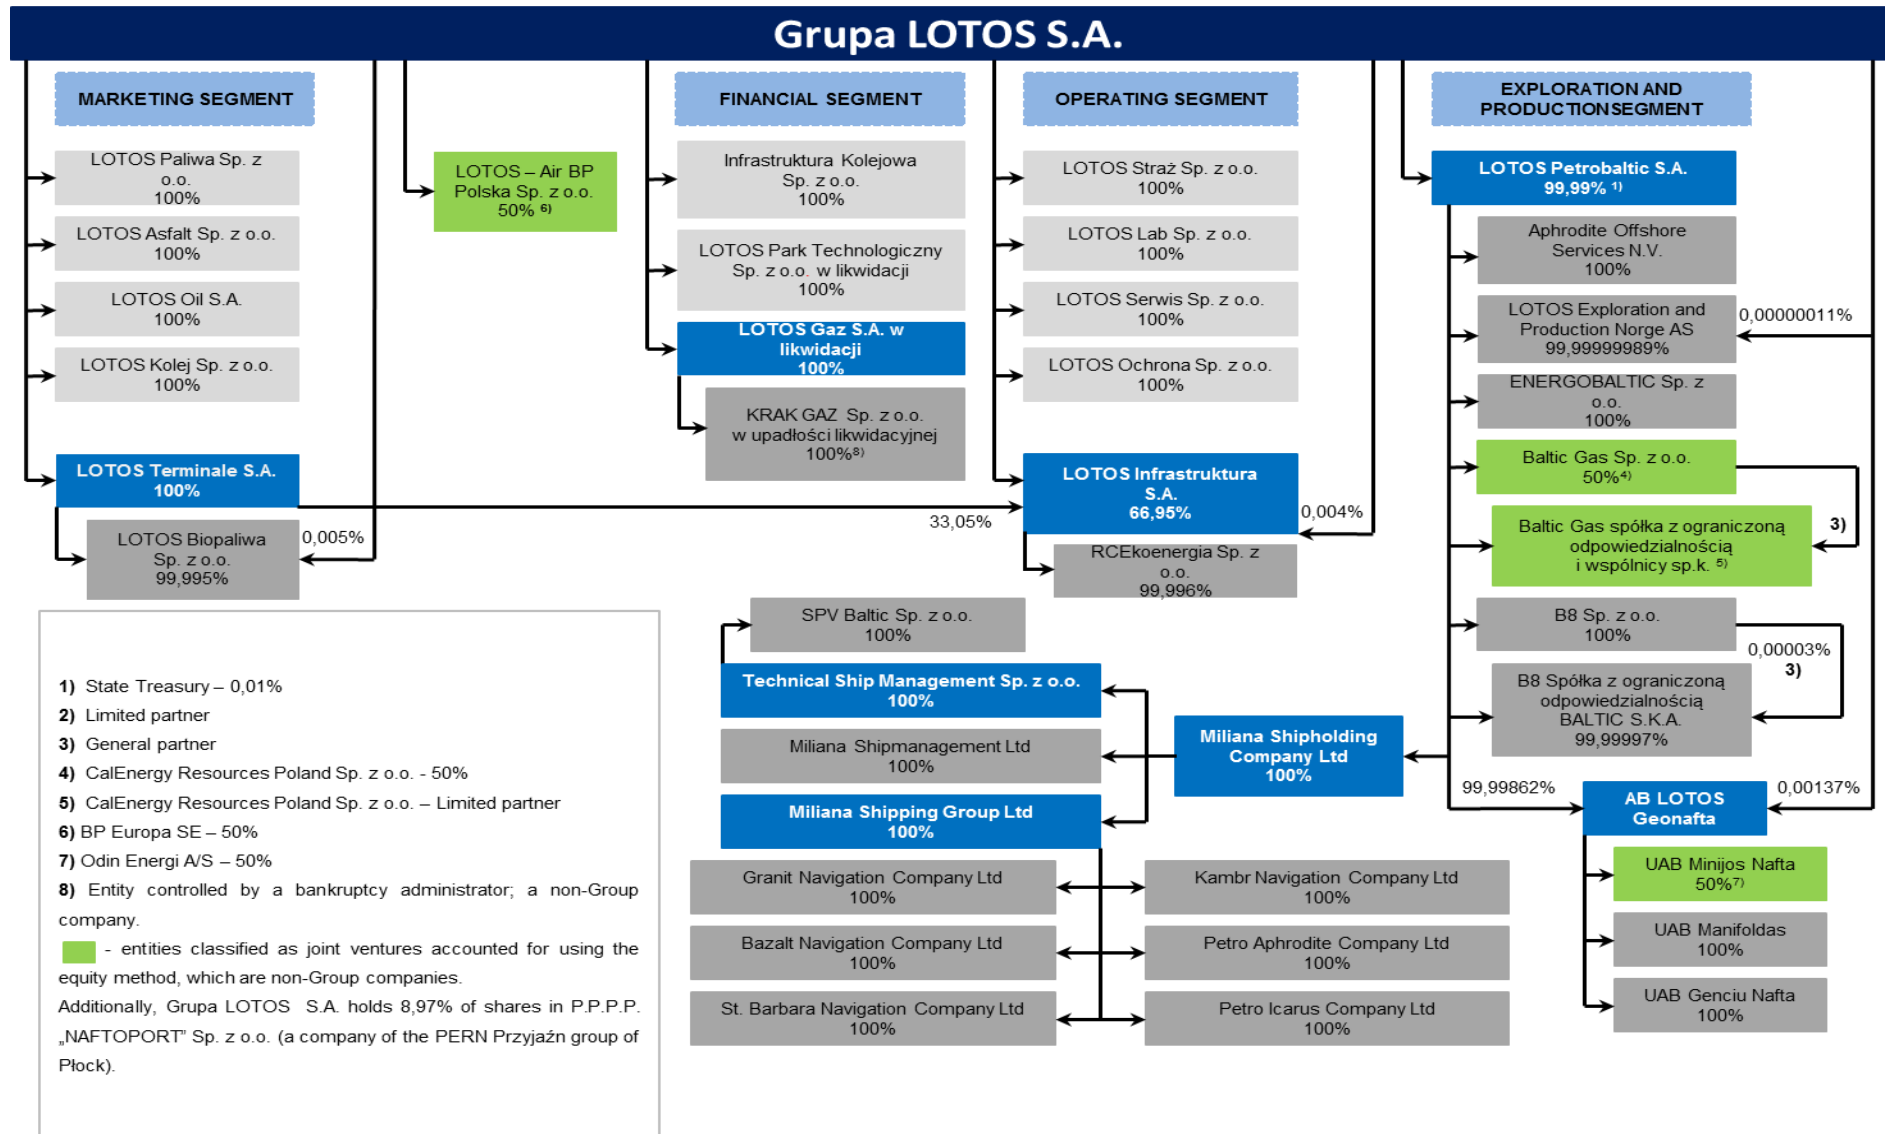 Grupa LOTOS S.A.
MARKETING SEGMENT
LOTOS Paliwa Sp. z
o.o.
100%
LOTOS Asfalt Sp. z o.o.
100%
LOTOS Oil S.A.
100%
LOTOS Kolej Sp. z o.o.
100%
LOTOS Terminale S.A.
100%
LOTOS Biopaliwa
Sp. z o.o.
99,995%
0,005%
LOTOS – Air BP
Polska Sp. z o.o.
50% 6)
FINANCIAL SEGMENT
Infrastruktura Kolejowa
Sp. z o.o.
100%
LOTOS Park Technologiczny
Sp. z o.o. w likwidacji
100%
LOTOS Gaz S.A. w
likwidacji
100%
KRAK GAZ Sp. z o.o.
w upadłości likwidacyjnej
100%8)
OPERATING SEGMENT
LOTOS Straż Sp. z o.o.
100%
LOTOS Lab Sp. z o.o.
100%
LOTOS Serwis Sp. z o.o.
100%
LOTOS Ochrona Sp. z o.o.
100%
33,05%
LOTOS Infrastruktura
S.A.
66,95%
0,004%
RCEkoenergia Sp. z
o.o.
99,996%
EXPLORATION AND
PRODUCTIONSEGMENT
LOTOS Petrobaltic S.A.
99,99% 1)
Aphrodite Offshore
Services N.V.
100%
LOTOS Exploration and
Production Norge AS
99,99999989%
0,00000011%
ENERGOBALTIC Sp. z
o.o.
100%
Baltic Gas Sp. z o.o.
50%4)
Baltic Gas spółka z ograniczoną
odpowiedzialnością
i wspólnicy sp.k. 5)
3)
B8 Sp. z o.o.
100%
0,00003%
3)
B8 Spółka z ograniczoną
odpowiedzialnością
BALTIC S.K.A.
99,99997%
99,99862%
AB LOTOS
Geonafta
0,00137%
UAB Minijos Nafta
50%7)
UAB Manifoldas
100%
UAB Genciu Nafta
100%
SPV Baltic Sp. z o.o.
100%
Technical Ship Management Sp. z o.o.
100%
Miliana Shipmanagement Ltd
100%
Miliana Shipping Group Ltd
100%
Miliana Shipholding
Company Ltd
100%
Granit Navigation Company Ltd
100%
Kambr Navigation Company Ltd
100%
Bazalt Navigation Company Ltd
100%
Petro Aphrodite Company Ltd
100%
St. Barbara Navigation Company Ltd
100%
Petro Icarus Company Ltd
100%
1) State Treasury – 0,01%
2) Limited partner
3) General partner
4) CalEnergy Resources Poland Sp. z o.o. - 50%
5) CalEnergy Resources Poland Sp. z o.o. – Limited partner
6) BP Europa SE – 50%
7) Odin Energi A/S – 50%
8) Entity controlled by a bankruptcy administrator; a non-Group
company.
- entities classified as joint ventures accounted for using the
equity method, which are non-Group companies.
Additionally, Grupa LOTOS S.A. holds 8,97% of shares in P.P.P.P.
„NAFTOPORT” Sp. z o.o. (a company of the PERN Przyjaźn group of
Płock).